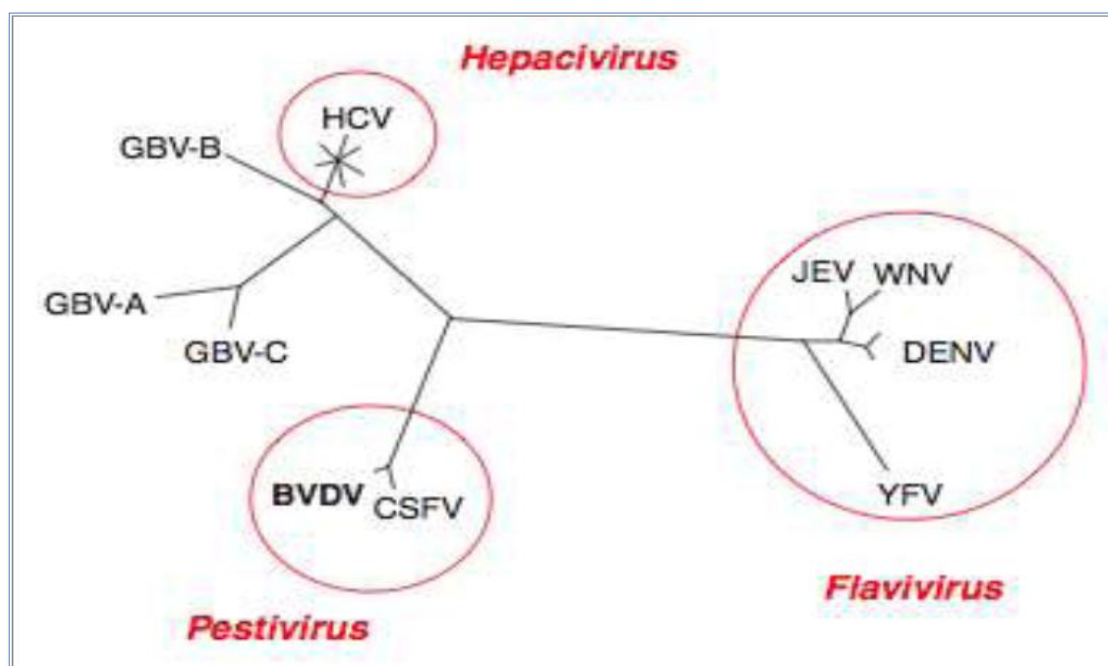 Hepacivirus
HCV
GBV-B
JEV WNV
GBV-A
GBV-C
DENV
BVDV CSFV
YFV
Flavivirus
Pestivirus